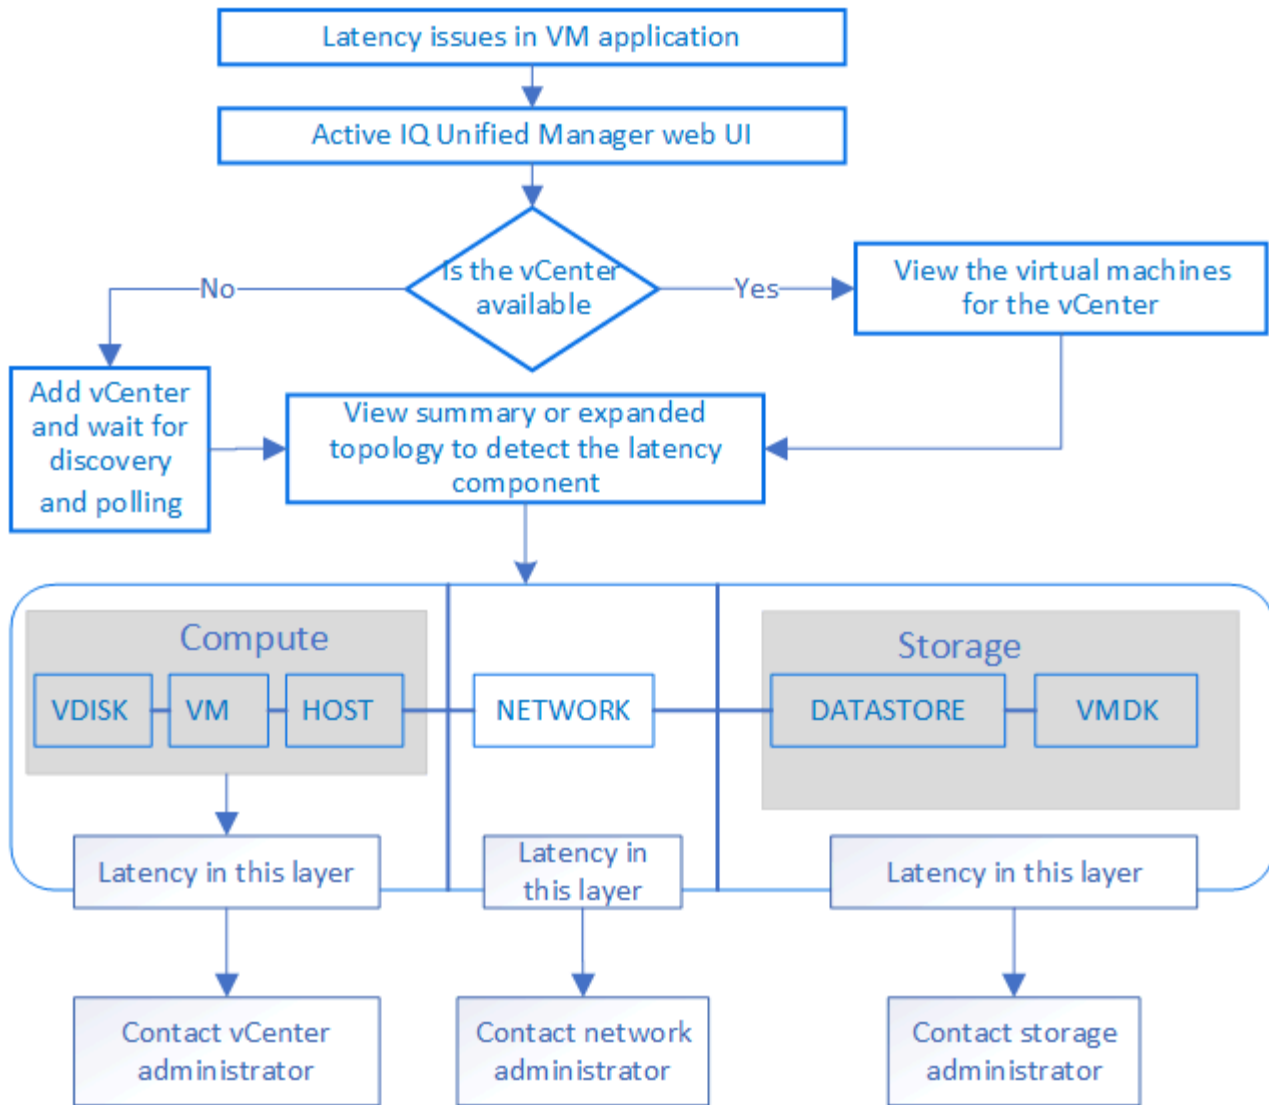 Latency issues in VM application
Active IQ Unified Manager web UI
Is the vCenter
available
No
Yes
View the virtual machines
for the vCenter
Add vCenter
and wait for
discovery
and polling
View summary or expanded
topology to detect the latency
component
Compute
Storage
VDISK
VM
HOST
NETWORK
DATASTORE
VMDK
Latency in this layer
Latency in
this layer
Latency in this layer
Contact vCenter
administrator
Contact network
administrator
Contact storage
administrator